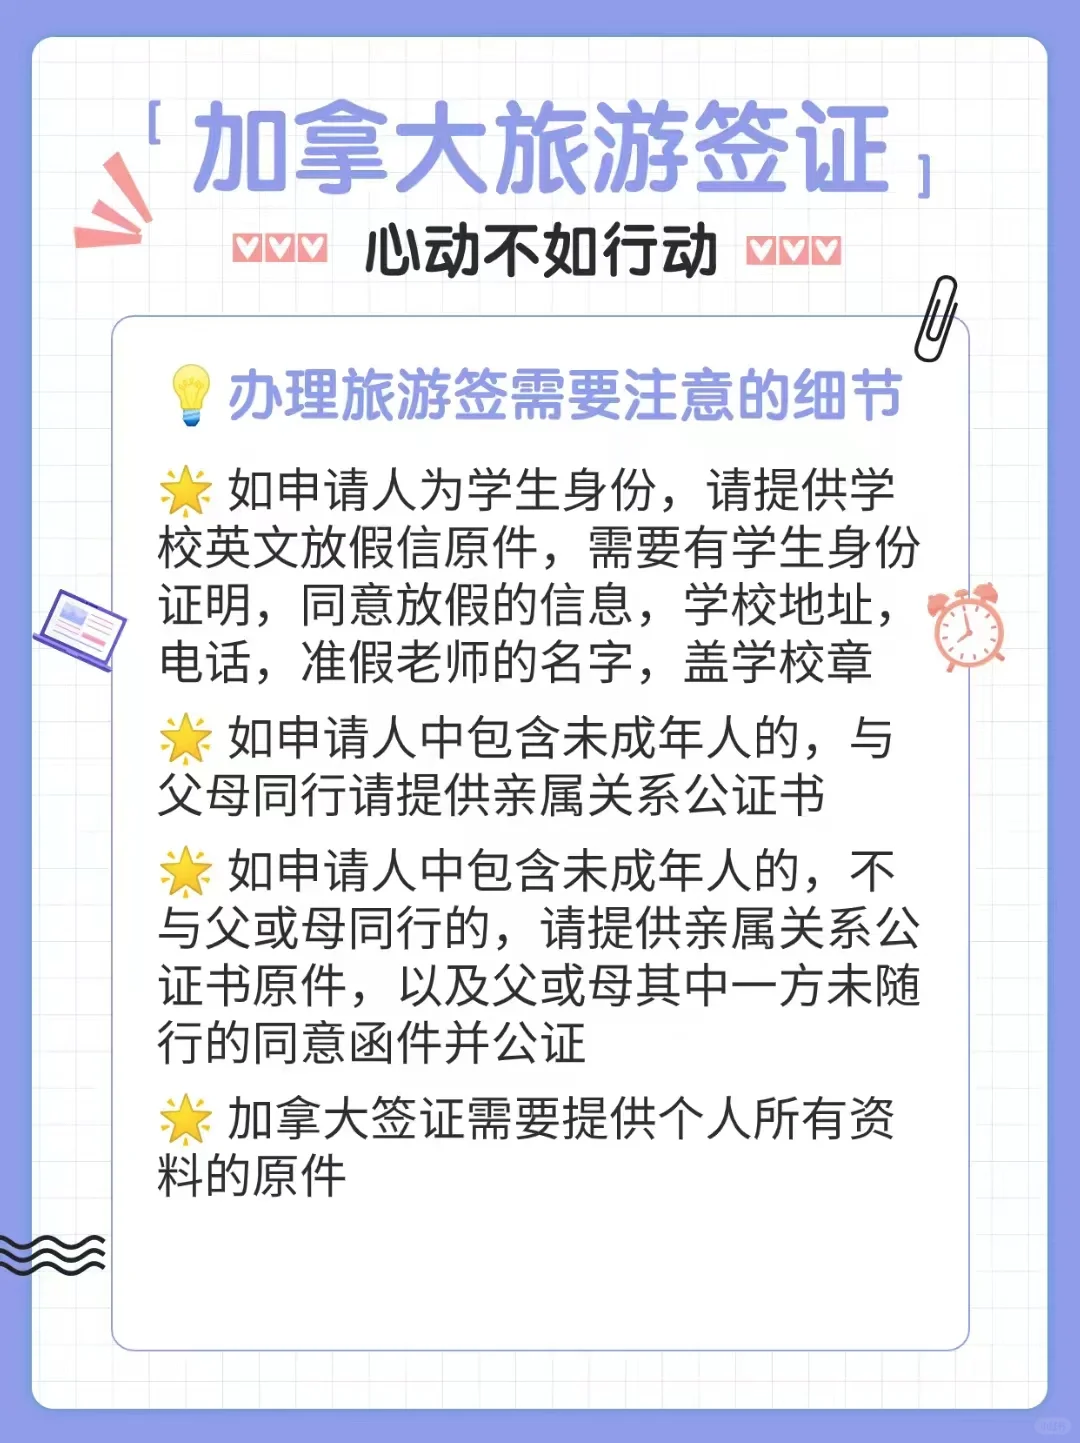 [ 加拿大旅游签证 ]
心动不如行动
办理旅游签需要注意的细节
如申请人为学生身份，请提供学
校英文放假信原件，需要有学生身份
证明，同意放假的信息，学校地址，
电话，准假老师的名字，盖学校章
如申请人中包含未成年人的，与
父母同行请提供亲属关系公证书
如申请人中包含未成年人的，不
与父或母同行的，请提供亲属关系公
证书原件，以及父或母其中一方未随
行的同意函件并公证
加拿大签证需要提供个人所有资
料的原件